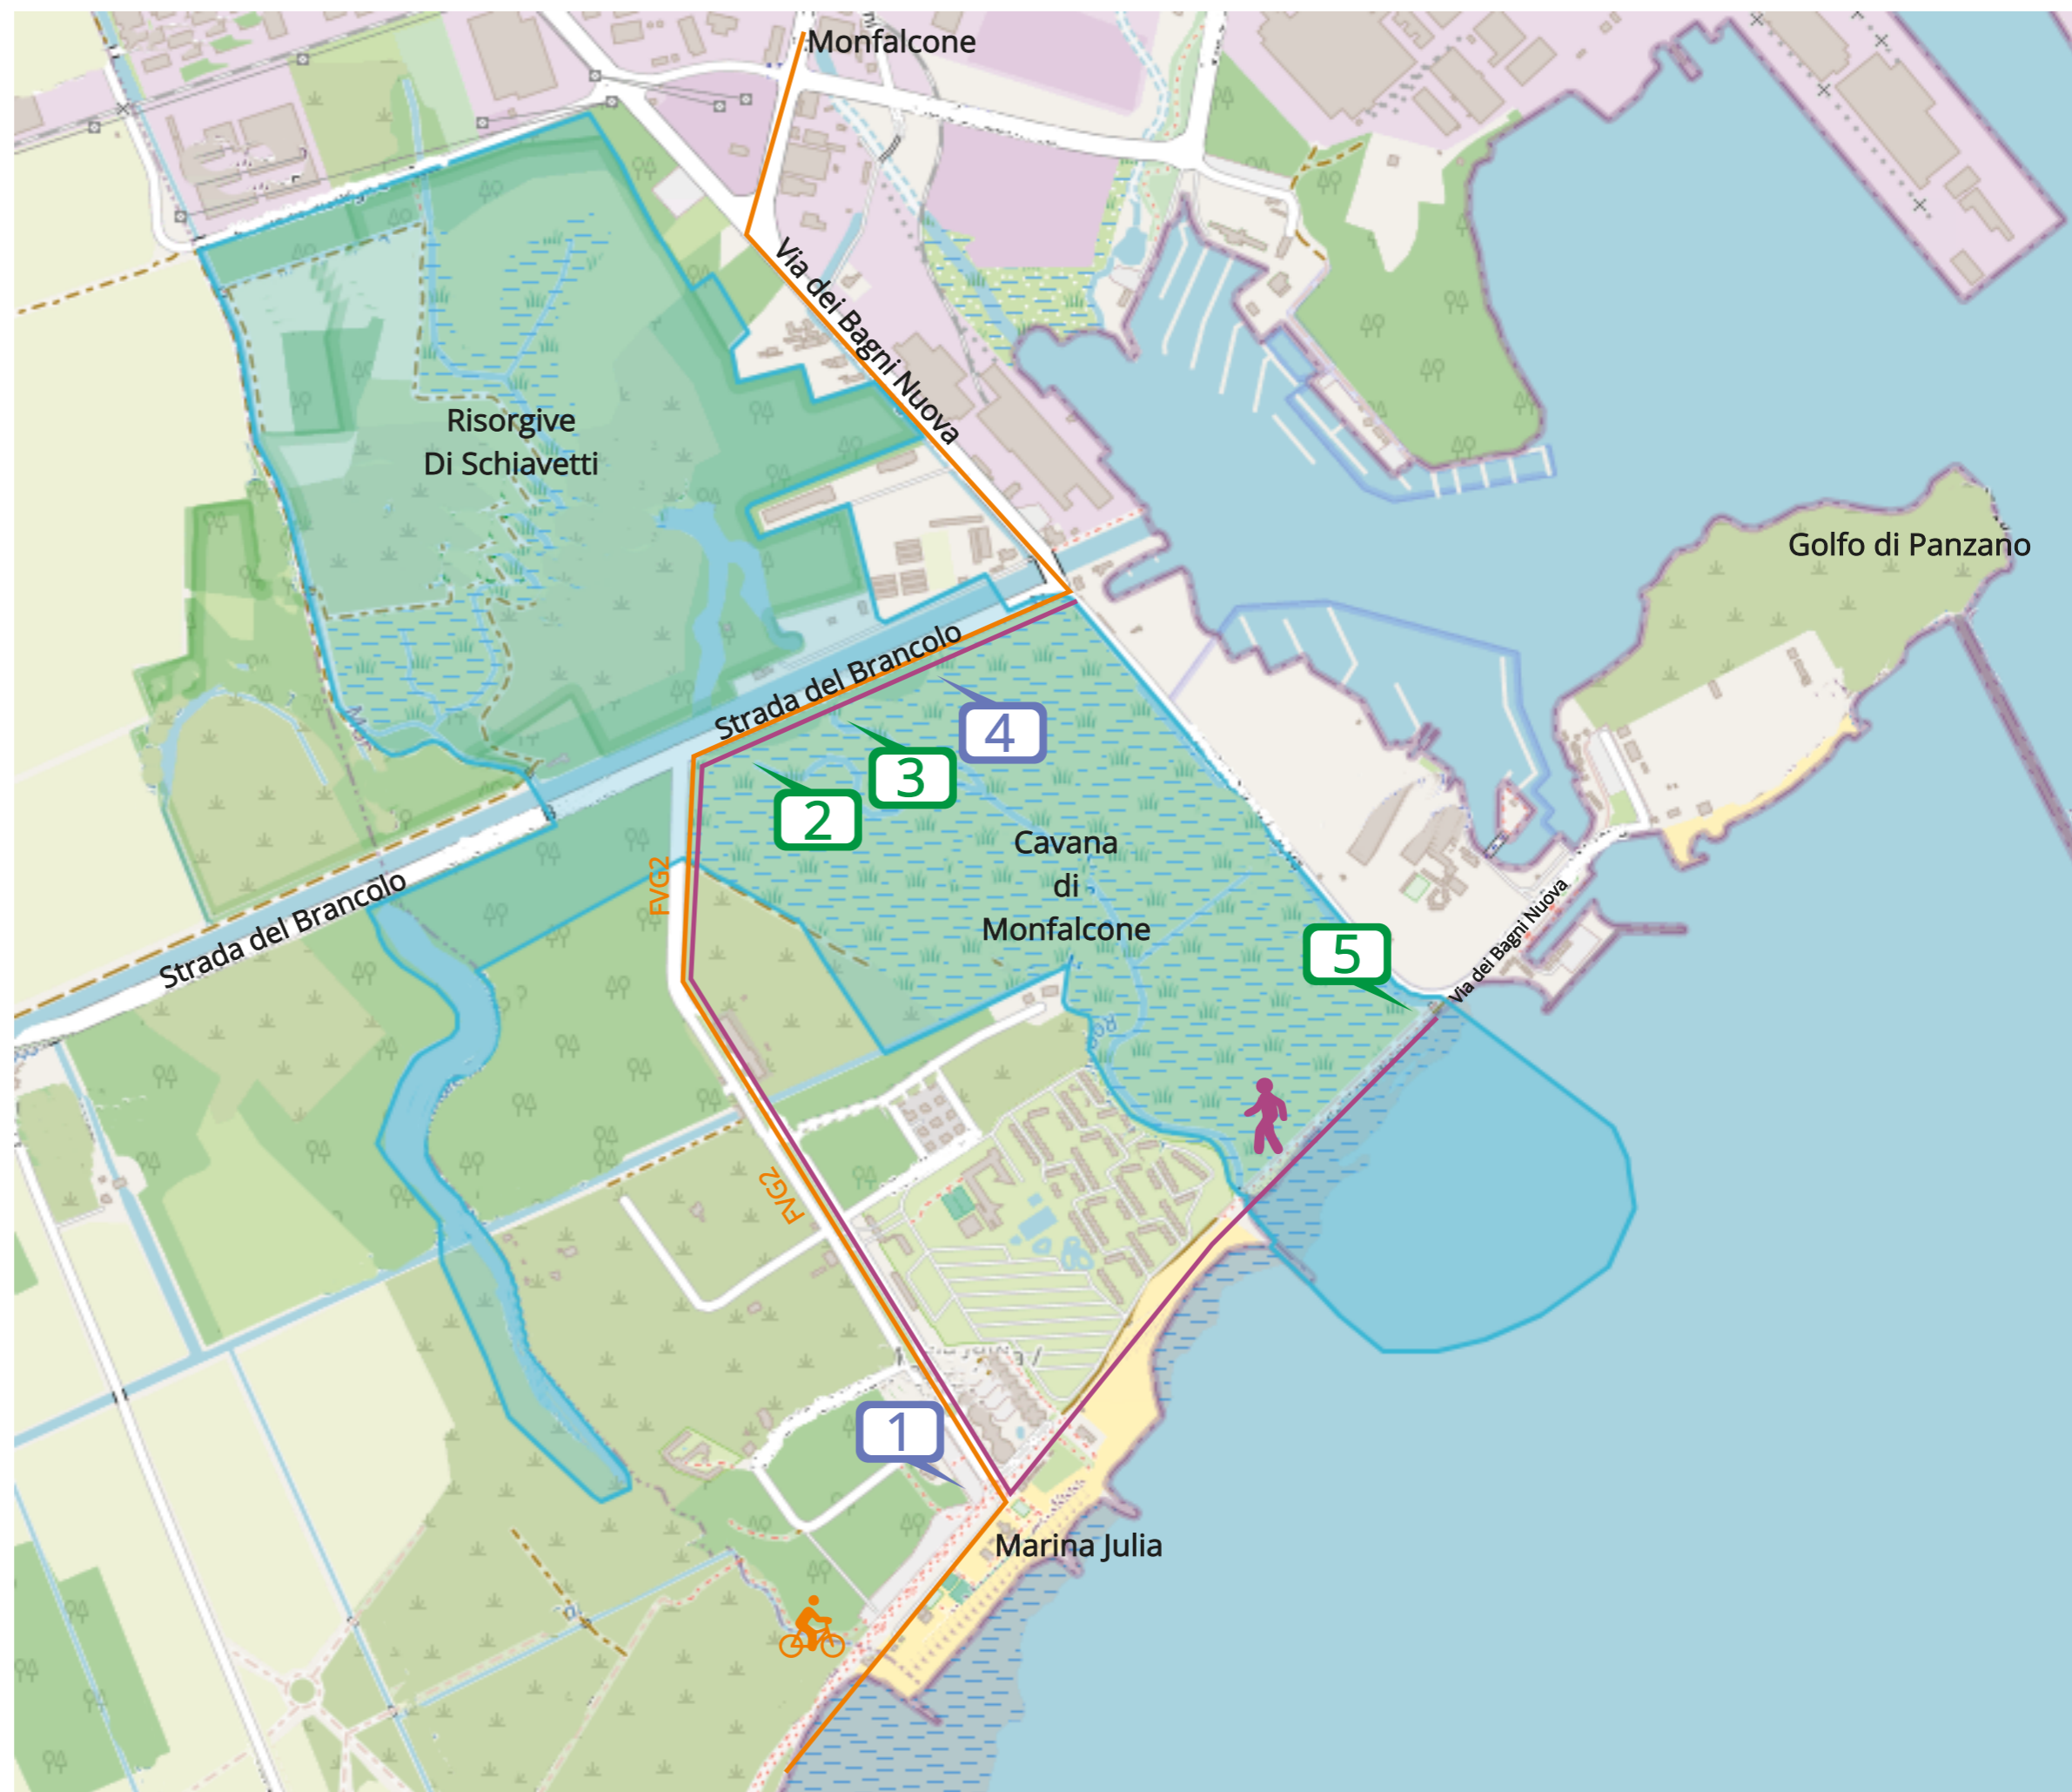 Monfalcone
Via dei Bagni Nuova
Risorgive
Di Schiavetti
Golfo di Panzano
Strada del Brancolo
4
3
2
Cavana
di
Monfalcone
FVG2
Strada del Brancolo
Via dei Bagni Nuova
5
FVG2
1
Marina Julia